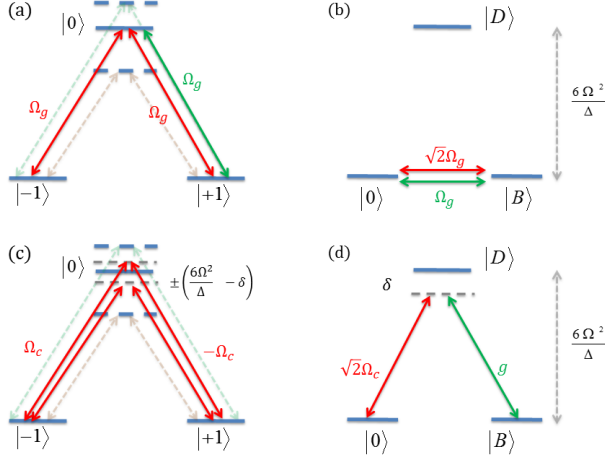 (a)
|0⟩
Ω_g
Ω_g
Ω_g
|−1⟩
|+1⟩
(b)
|D⟩
6Ω²/Δ
√2Ω_g
Ω_g
|0⟩
|B⟩
(c)
|0⟩
±(6Ω²/Δ − δ)
Ω_c
−Ω_c
|−1⟩
|+1⟩
(d)
|D⟩
δ
6Ω²/Δ
√2Ω_c
g
|0⟩
|B⟩